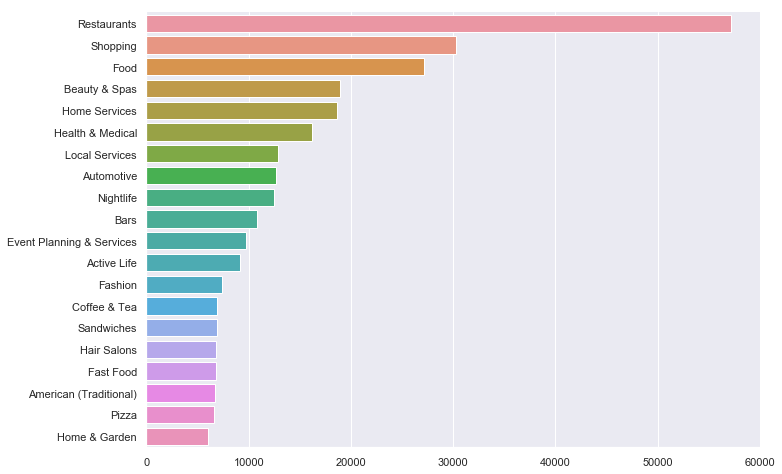 Restaurants
Shopping
Food
Beauty & Spas
Home Services
Health & Medical
Local Services
Automotive
Nightlife
Bars
Event Planning & Services
Active Life
Fashion
Coffee & Tea
Sandwiches
Hair Salons
Fast Food
American (Traditional)
Pizza
Home & Garden
0 10000 20000 30000 40000 50000 60000